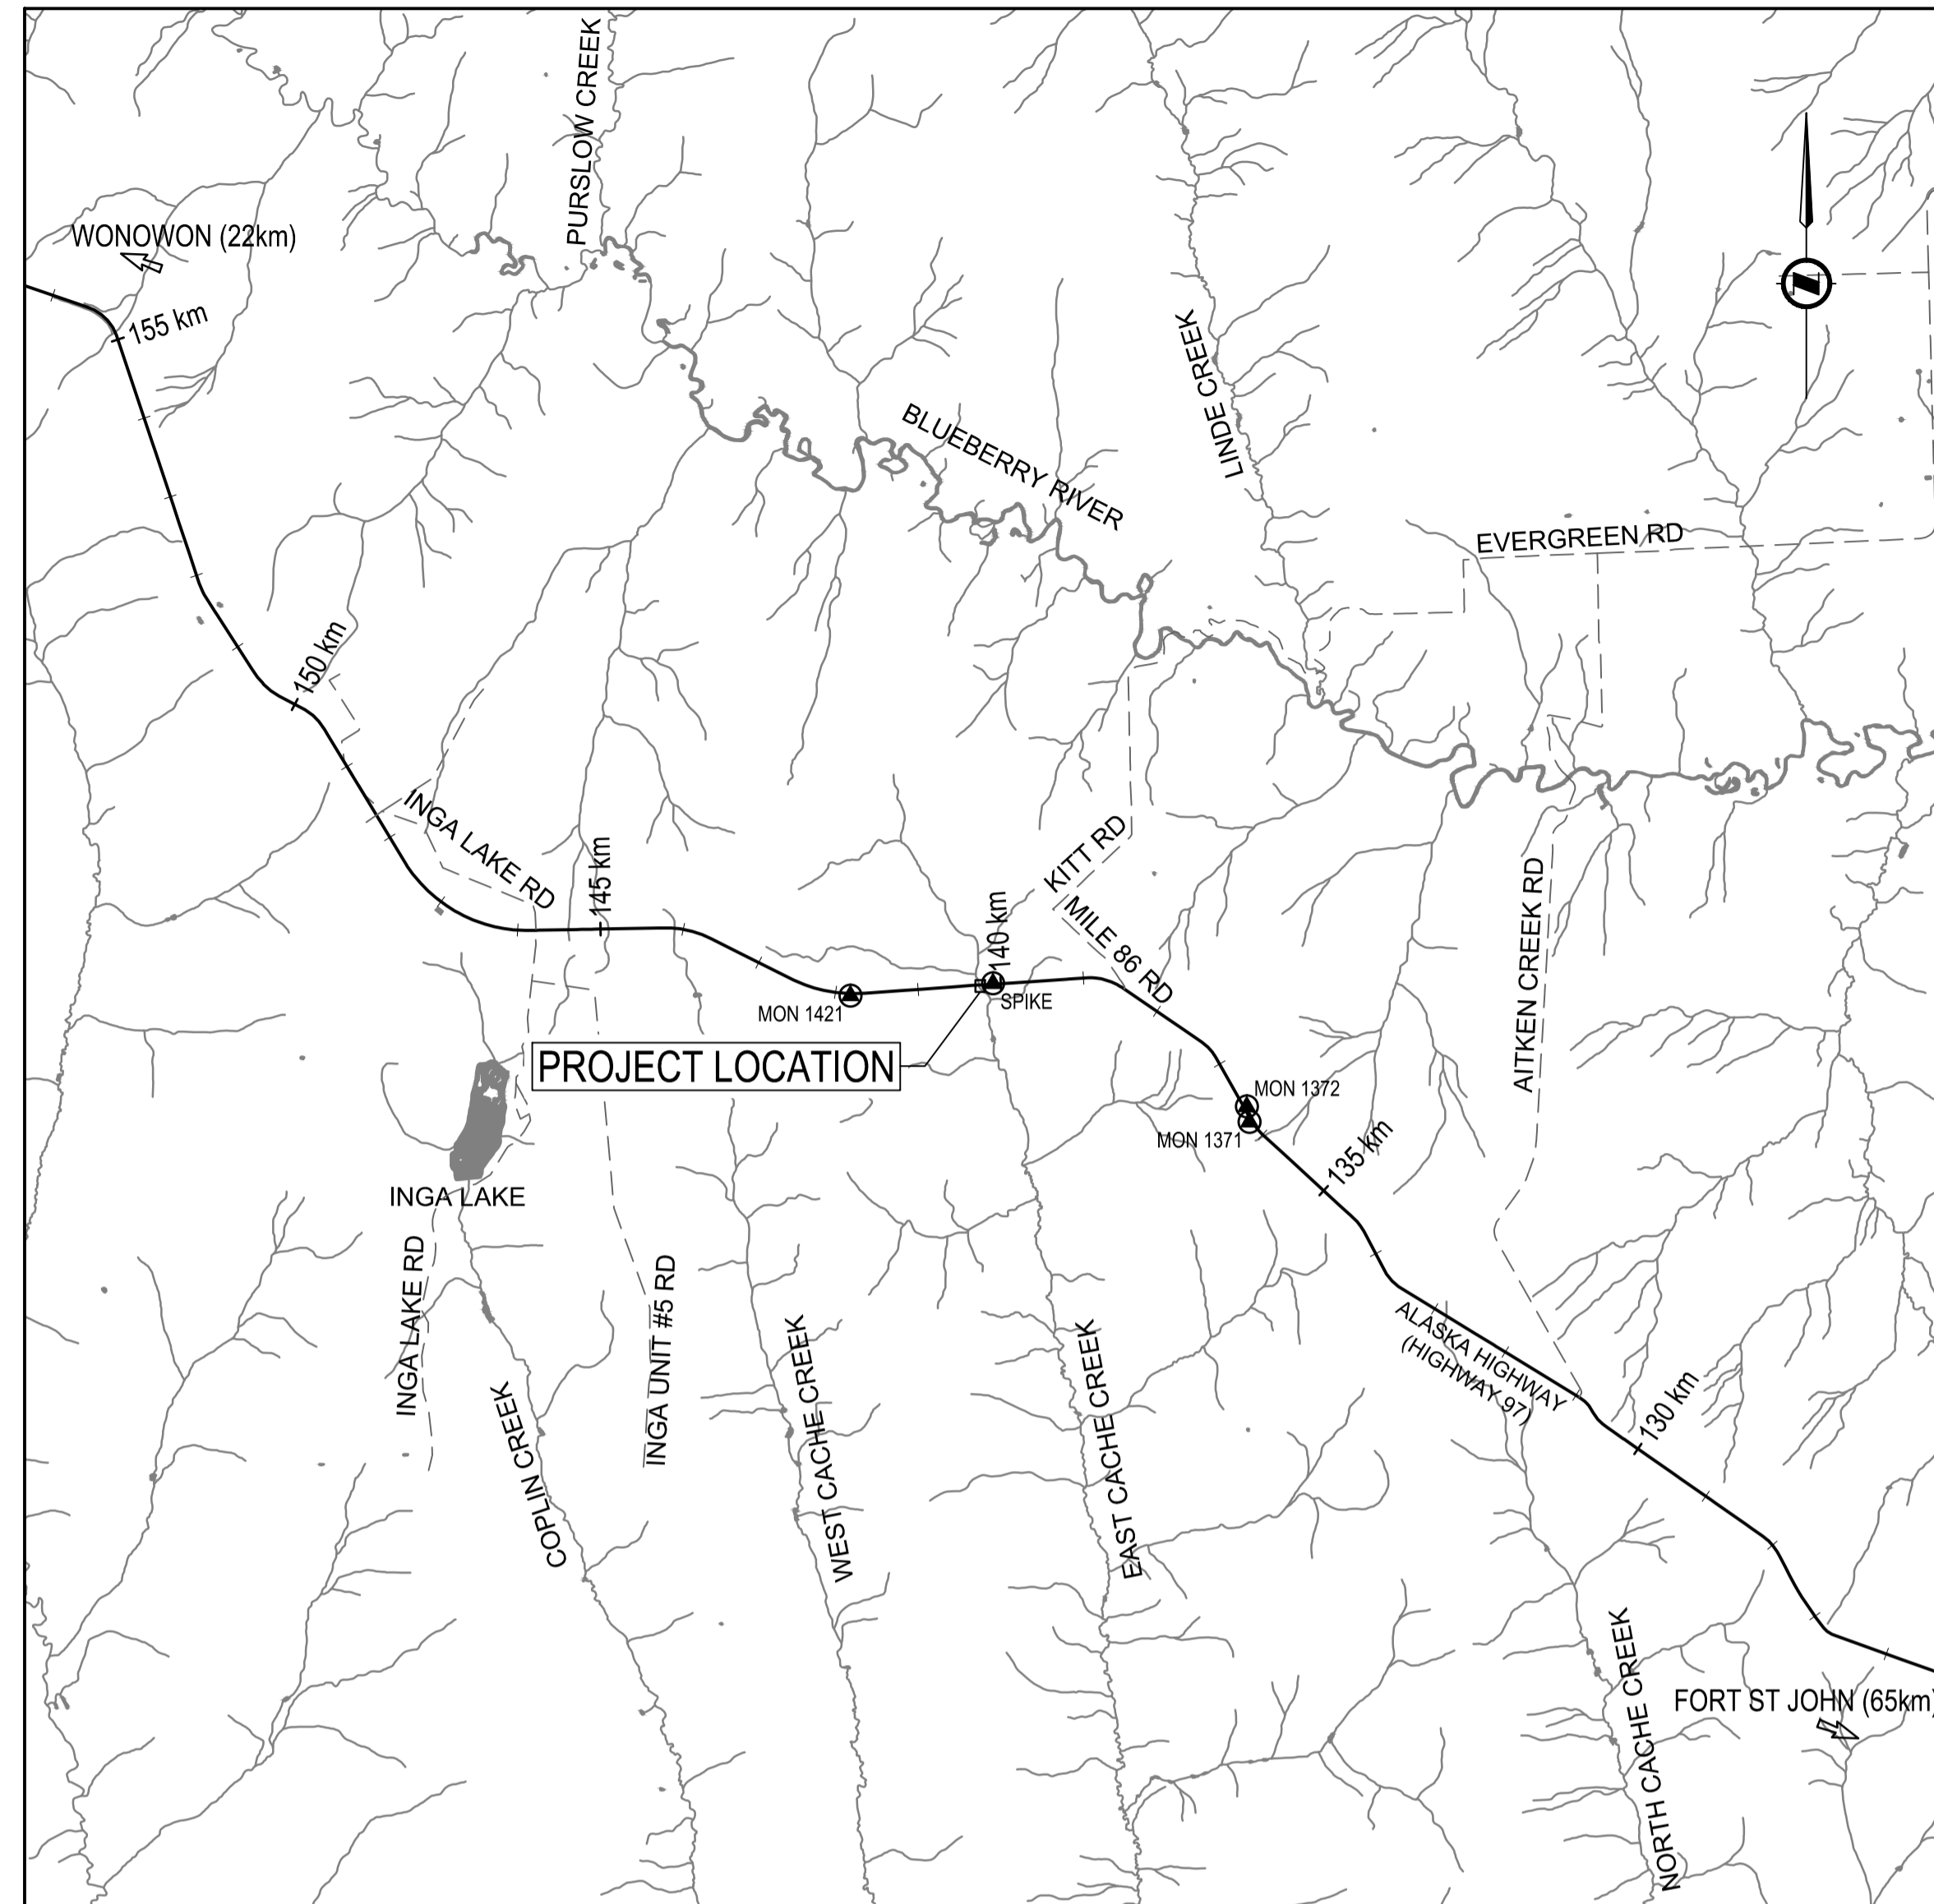 PURSLOW CREEK
WONOWON (22km)
155 km
LINDE CREEK
BLUEBERRY RIVER
EVERGREEN RD
N
150 km
INGA LAKE RD
145 km
KITT RD
MILE 86 RD
140 km
SPIKE
MON 1421
PROJECT LOCATION
AITKEN CREEK RD
MON 1372
MON 1371
135 km
INGA LAKE
INGA LAKE RD
INGA UNIT #5 RD
COPLIN CREEK
WEST CACHE CREEK
EAST CACHE CREEK
ALASKA HIGHWAY
(HIGHWAY 97)
130 km
NORTH CACHE CREEK
FORT ST JOHN (65km)